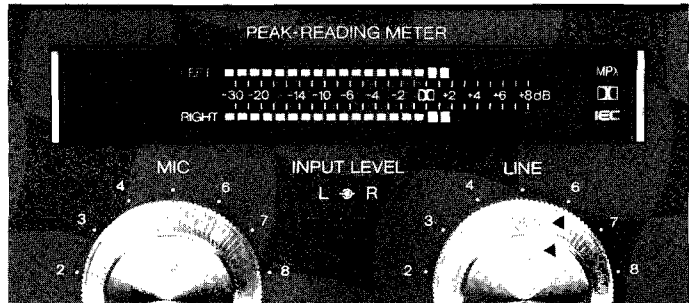 PEAK-READING METER
LEFT
-30 -20 -14 -10 -6 -4 -2 +2 +4 +6 +8dB
RIGHT
IEC
MIC
INPUT LEVEL
L R
LINE
2 3 4 6 7 8
2 3 4 6 7 8